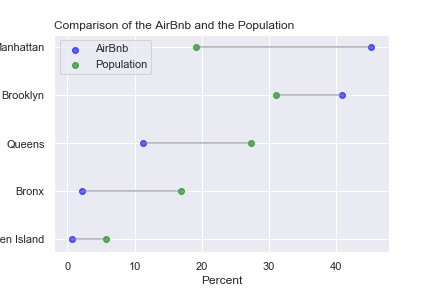 Comparison of the AirBnb and the Population
AirBnb
Population
Manhattan
Brooklyn
Queens
Bronx
en Island
0 10 20 30 40
Percent